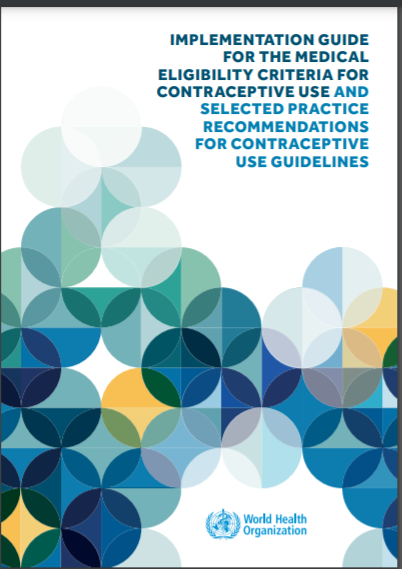 IMPLEMENTATION GUIDE
FOR THE MEDICAL
ELIGIBILITY CRITERIA FOR
CONTRACEPTIVE USE AND
SELECTED PRACTICE
RECOMMENDATIONS
FOR CONTRACEPTIVE
USE GUIDELINES
World Health
Organization